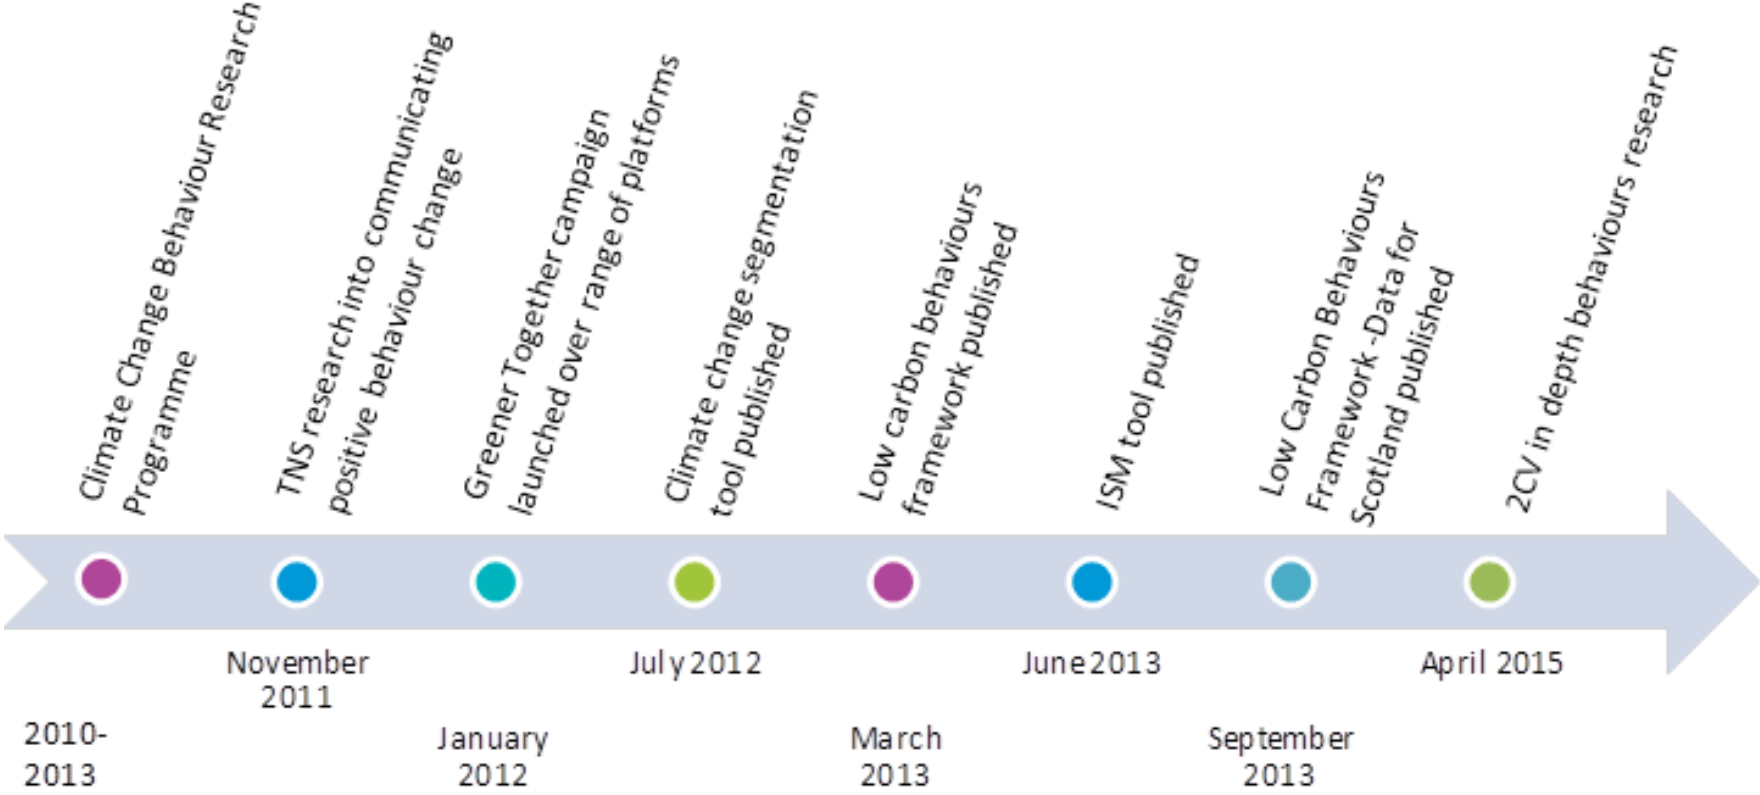 Climate Change Behaviour Research
Programme
TNS research into communicating
positive behaviour change
Greener Together campaign
launched over range of platforms
Climate change segmentation
tool published
Low carbon behaviours
framework published
ISM tool published
Low Carbon Behaviours
Framework -Data for
Scotland published
2CV in depth behaviours research
2010-
2013
November
2011
January
2012
July 2012
March
2013
June 2013
September
2013
April 2015